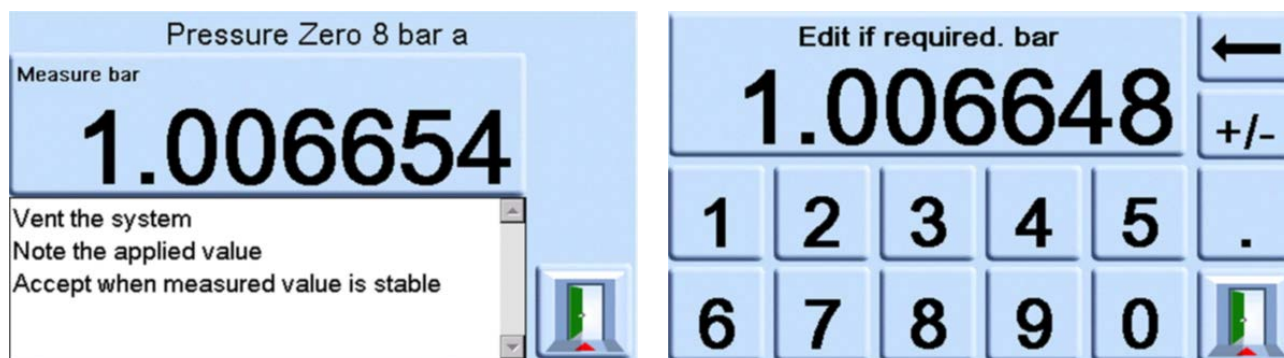 Pressure Zero 8 bar a
Measure bar
1.006654
Vent the system
Note the applied value
Accept when measured value is stable
Edit if required. bar
1.006648
+/-
1 2 3 4 5 .
6 7 8 9 0